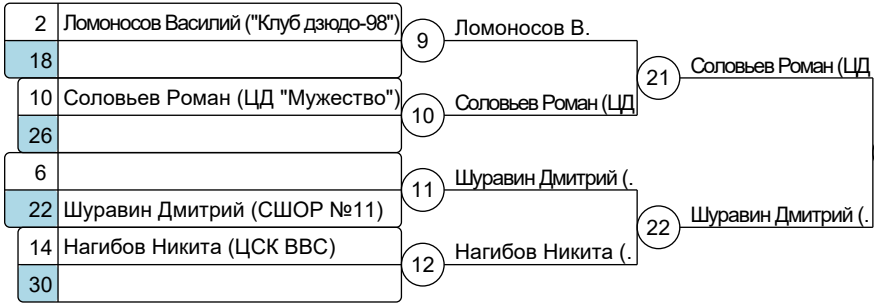 2 Ломоносов Василий ("Клуб дзюдо-98")
18
9 Ломоносов В.
10 Соловьев Роман (ЦД "Мужество")
26
10 Соловьев Роман (ЦД
21 Соловьев Роман (ЦД
6
22 Шуравин Дмитрий (СШОР №11)
11 Шуравин Дмитрий (.
14 Нагибов Никита (ЦСК ВВС)
30
12 Нагибов Никита (.
22 Шуравин Дмитрий (.